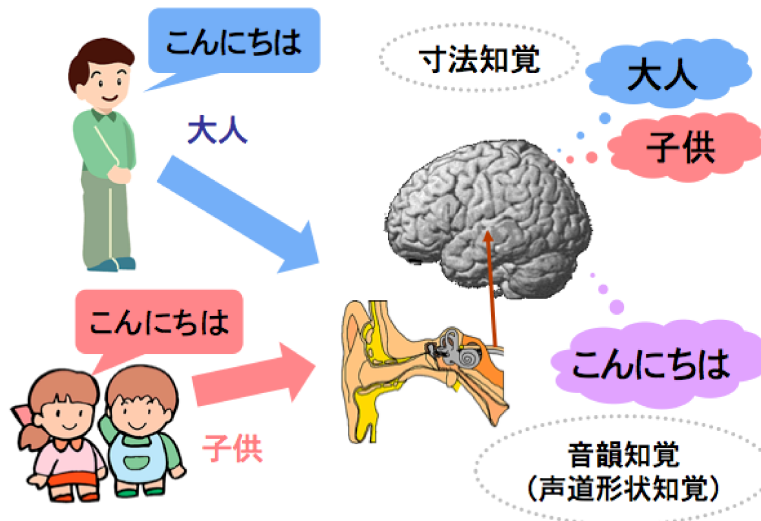 こんにちは
大人
こんにちは
子供
寸法知覚
大人
子供
こんにちは
音韻知覚
（声道形状知覚）